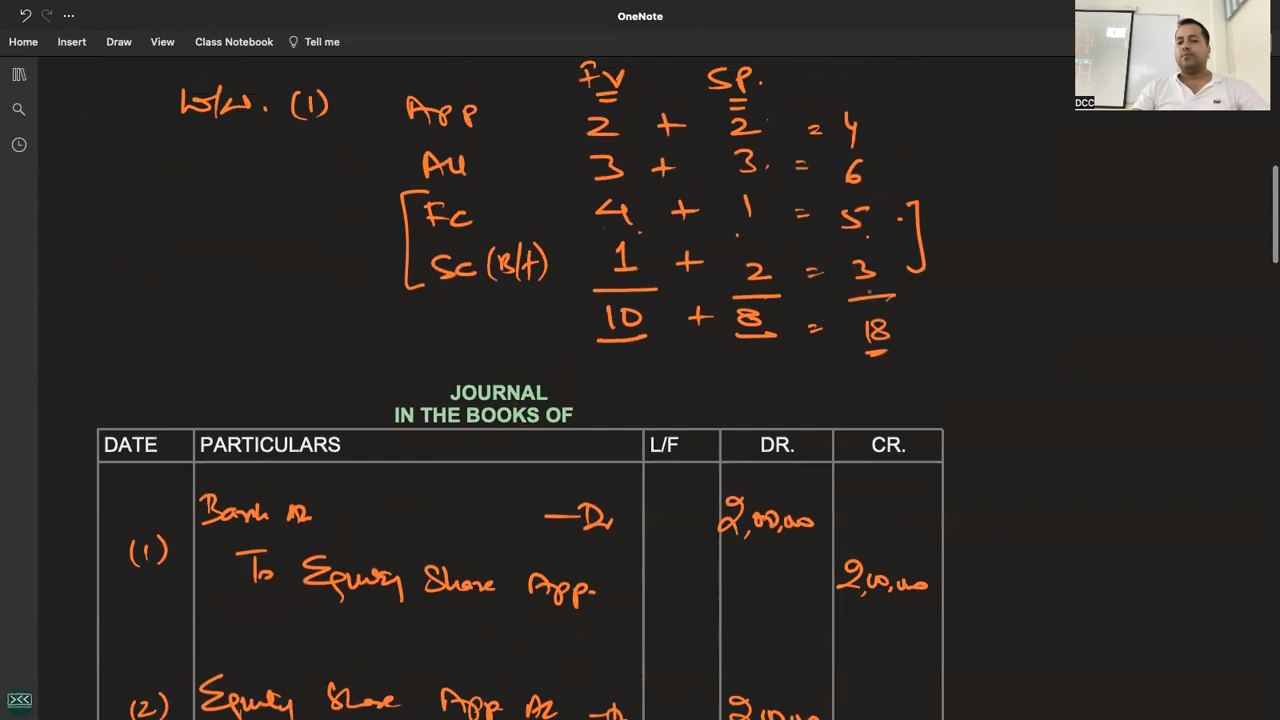 OneNote
Home Insert Draw View Class Notebook Tell me
DCC
FV SP.
W/W. (1) App 2 + 2 = 4
All 3 + 3 = 6
FC 4 + 1 = 5
SC (B/f) 1 + 2 = 3
10 + 8 = 18
JOURNAL
IN THE BOOKS OF
DATE PARTICULARS L/F DR. CR.
(1) Bank A/c —Dr 2,00,000
To Equity Share App. 2,00,000
(2) Equity Share App A/c